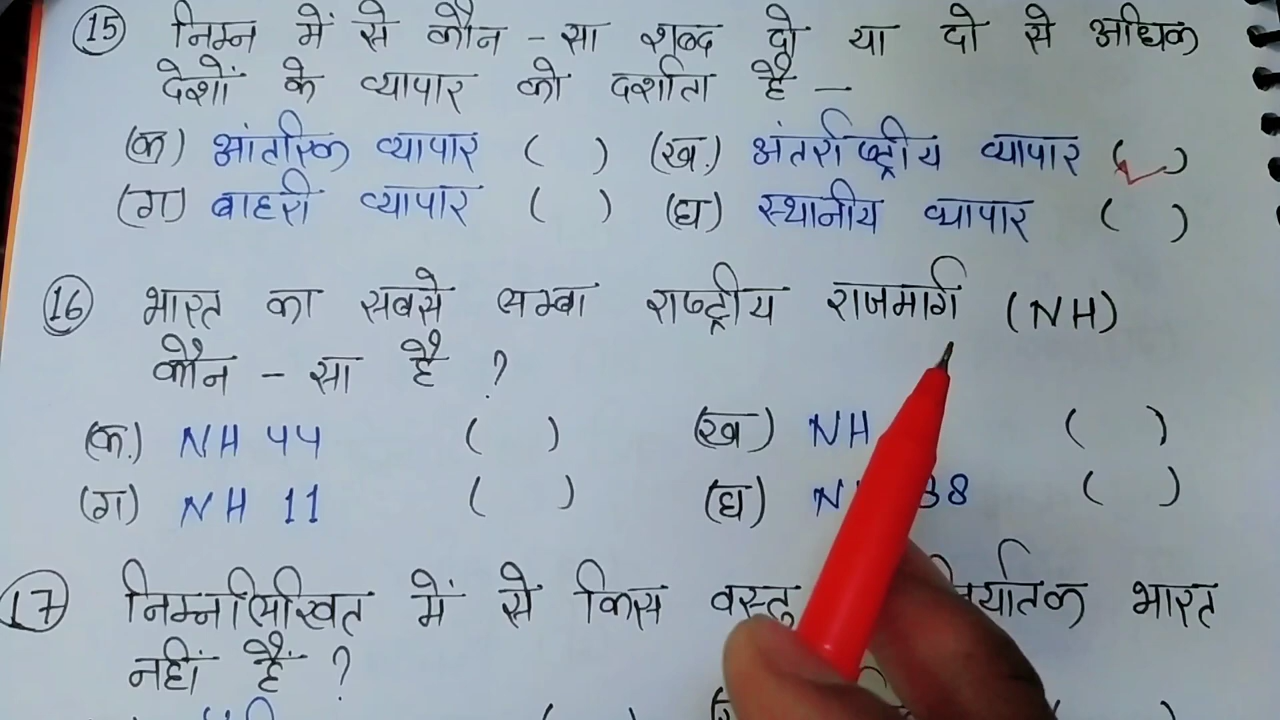 (15) निम्न में से कौन - सा शब्द दो या दो से अधिक
देशों के व्यापार को दर्शाता है -
(क) आंतरिक व्यापार ( ) (ख.) अंतर्राष्ट्रीय व्यापार (✓)
(ग) बाहरी व्यापार ( ) (घ) स्थानीय व्यापार ( )
(16) भारत का सबसे लम्बा राष्ट्रीय राजमार्ग (NH)
कौन - सा है ?
(क.) NH 44 ( ) (ख) NH ( )
(ग) NH 11 ( ) (घ) ( )
(17) निम्नलिखित में से किस वस्तु भारत
नहीं हैं ?